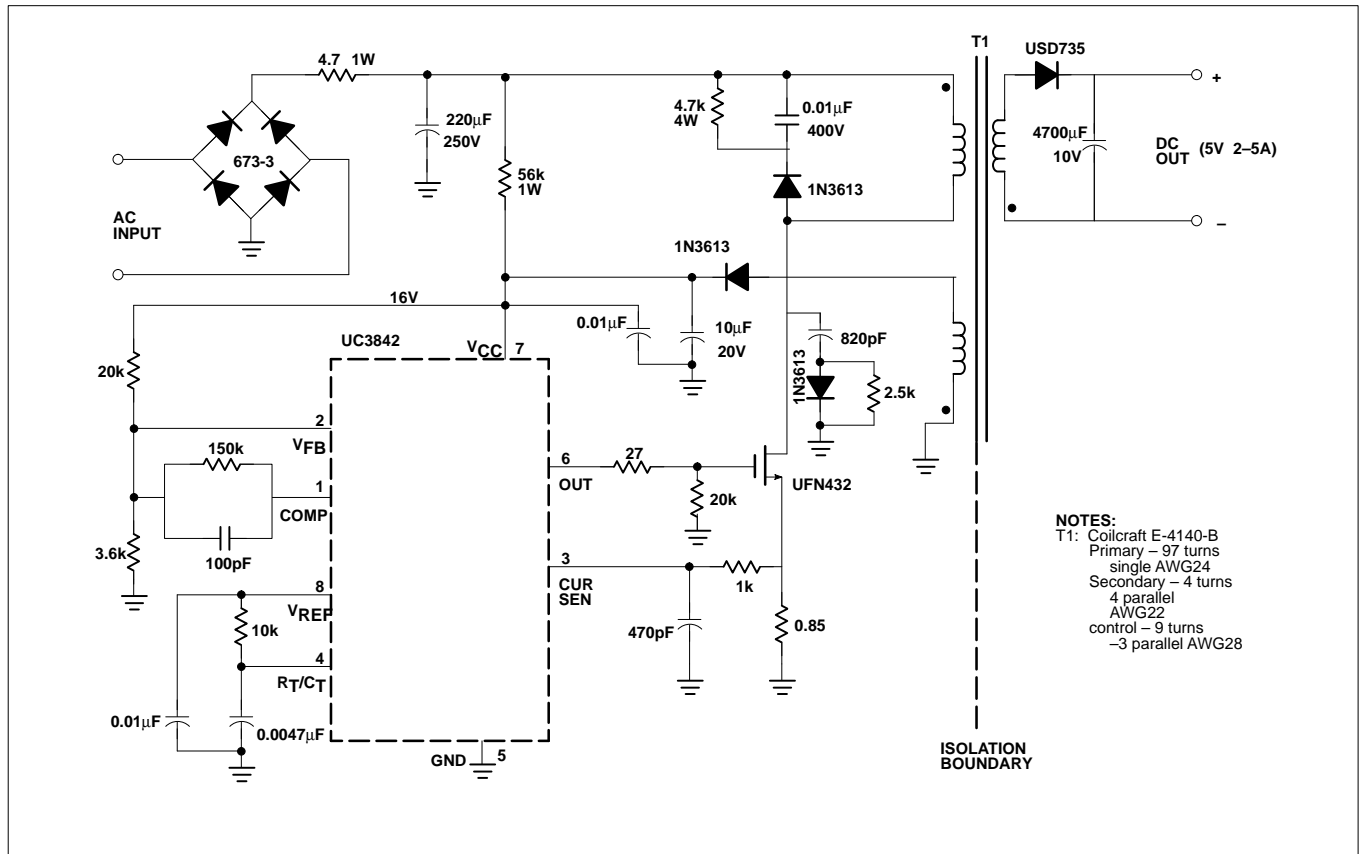 T1
USD735
4.7 1W
+
220µF
250V
4.7k
4W
0.01µF
400V
4700µF
10V
DC
OUT (5V 2–5A)
673-3
56k
1W
1N3613
AC
INPUT
–
1N3613
16V
0.01µF
10µF
20V
820pF
UC3842
VCC
7
1N3613
20k
2.5k
2
VFB
150k
6
OUT
27
UFN432
1
COMP
20k
NOTES:
T1: Coilcraft E-4140-B
Primary – 97 turns
single AWG24
Secondary – 4 turns
4 parallel
AWG22
control – 9 turns
–3 parallel AWG28
3.6k
100pF
3
CUR
SEN
1k
8
VREF
10k
470pF
0.85
4
RT/CT
0.01µF
0.0047µF
GND
5
ISOLATION
BOUNDARY